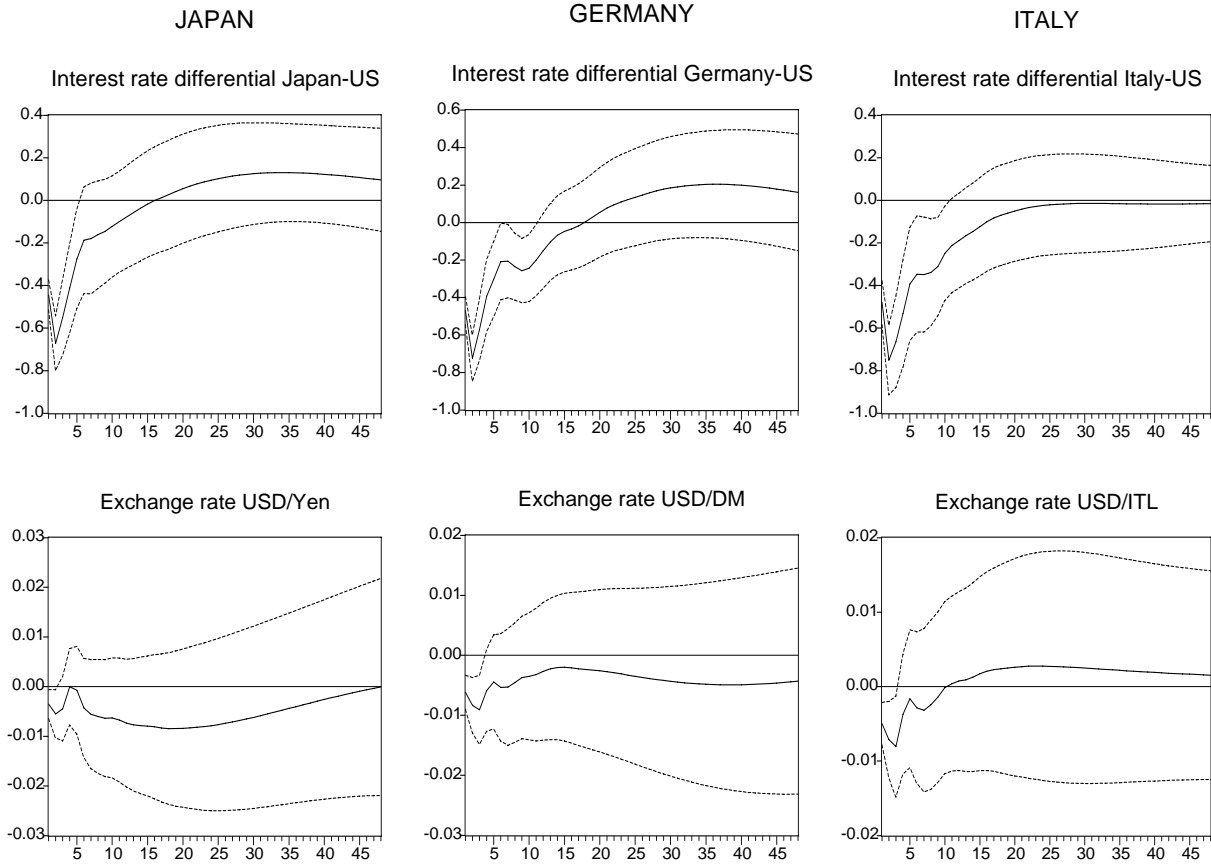 JAPAN
GERMANY
ITALY
Interest rate differential Japan-US
Interest rate differential Germany-US
Interest rate differential Italy-US
0.4
0.2
0.0
-0.2
-0.4
-0.6
-0.8
-1.0
5 10 15 20 25 30 35 40 45
0.6
0.4
0.2
0.0
-0.2
-0.4
-0.6
-0.8
-1.0
5 10 15 20 25 30 35 40 45
0.4
0.2
0.0
-0.2
-0.4
-0.6
-0.8
-1.0
5 10 15 20 25 30 35 40 45
Exchange rate USD/Yen
Exchange rate USD/DM
Exchange rate USD/ITL
0.03
0.02
0.01
0.00
-0.01
-0.02
-0.03
5 10 15 20 25 30 35 40 45
0.02
0.01
0.00
-0.01
-0.02
-0.03
5 10 15 20 25 30 35 40 45
0.02
0.01
0.00
-0.01
-0.02
5 10 15 20 25 30 35 40 45